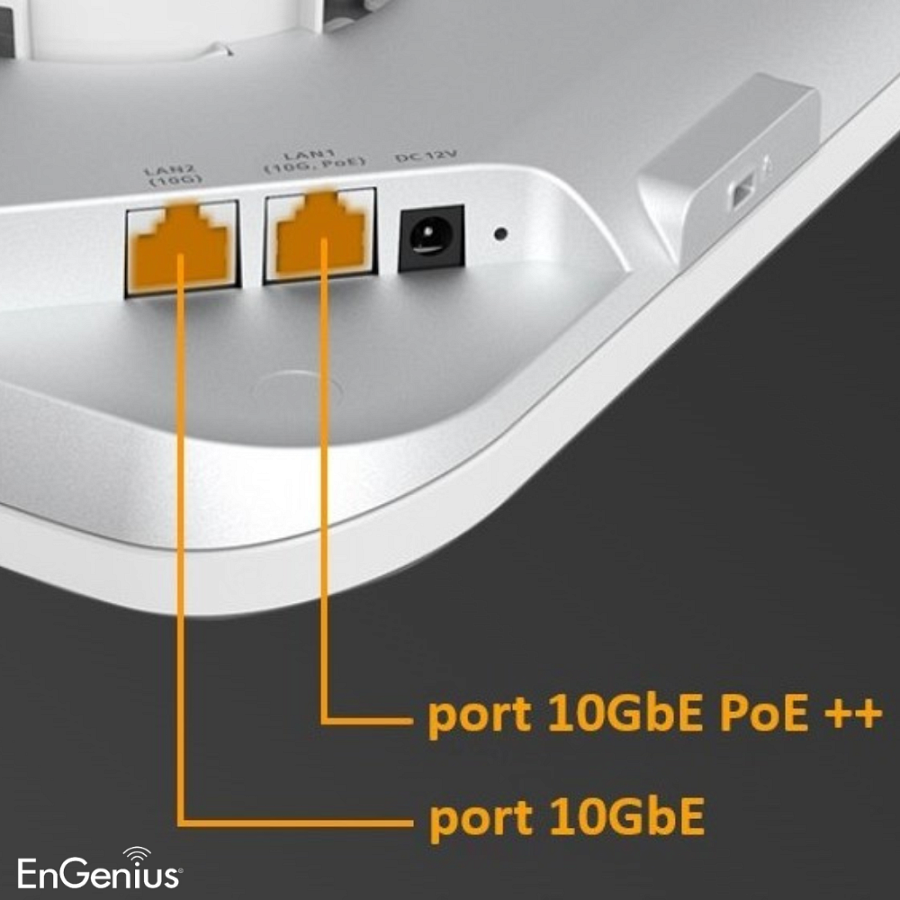 LAN2
(10G)
LAN1
(10G, PoE)
DC 12V
port 10GbE PoE ++
port 10GbE
EnGenius